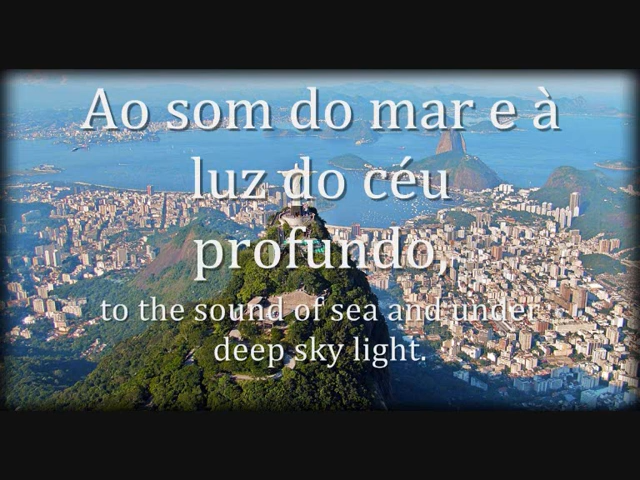 Ao som do mar e à
luz do céu
profundo,
to the sound of sea and under
deep sky light.